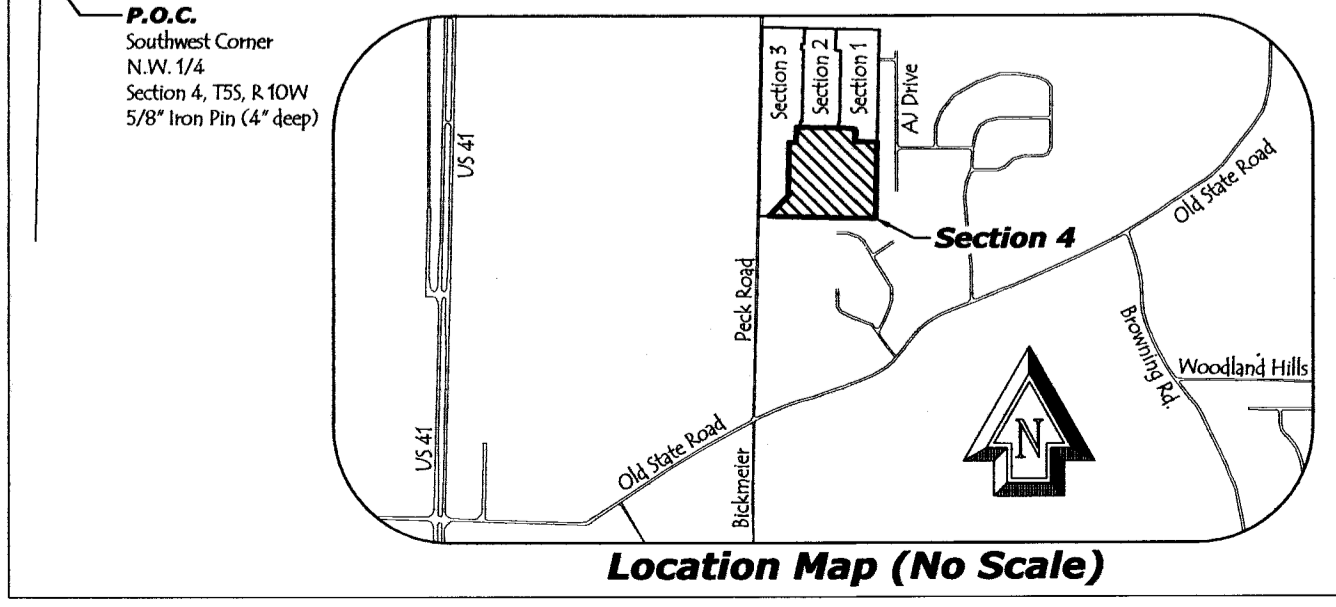 P.O.C.
Southwest Corner
N.W. 1/4
Section 4, T5S, R 10W
5/8" Iron Pin (4" deep)
US 41
Section 3
Section 2
Section 1
AJ Drive
Old State Road
Section 4
Peck Road
Browning Rd.
Woodland Hills
N
US 41
Old State Road
Bickmeier
Location Map (No Scale)